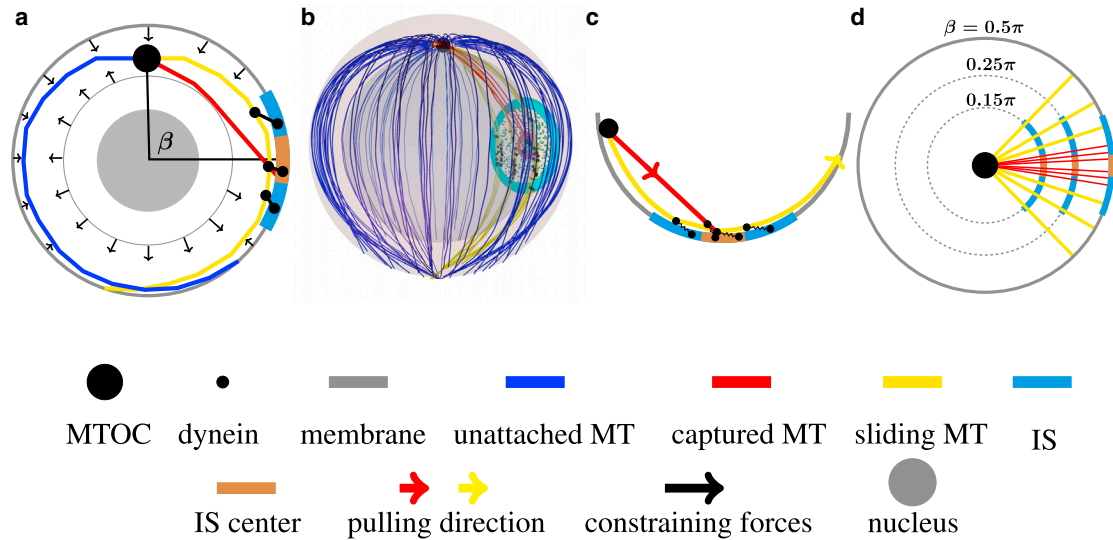 a
b
c
d
β
β = 0.5π
0.25π
0.15π
MTOC dynein membrane unattached MT captured MT sliding MT IS
IS center pulling direction constraining forces nucleus